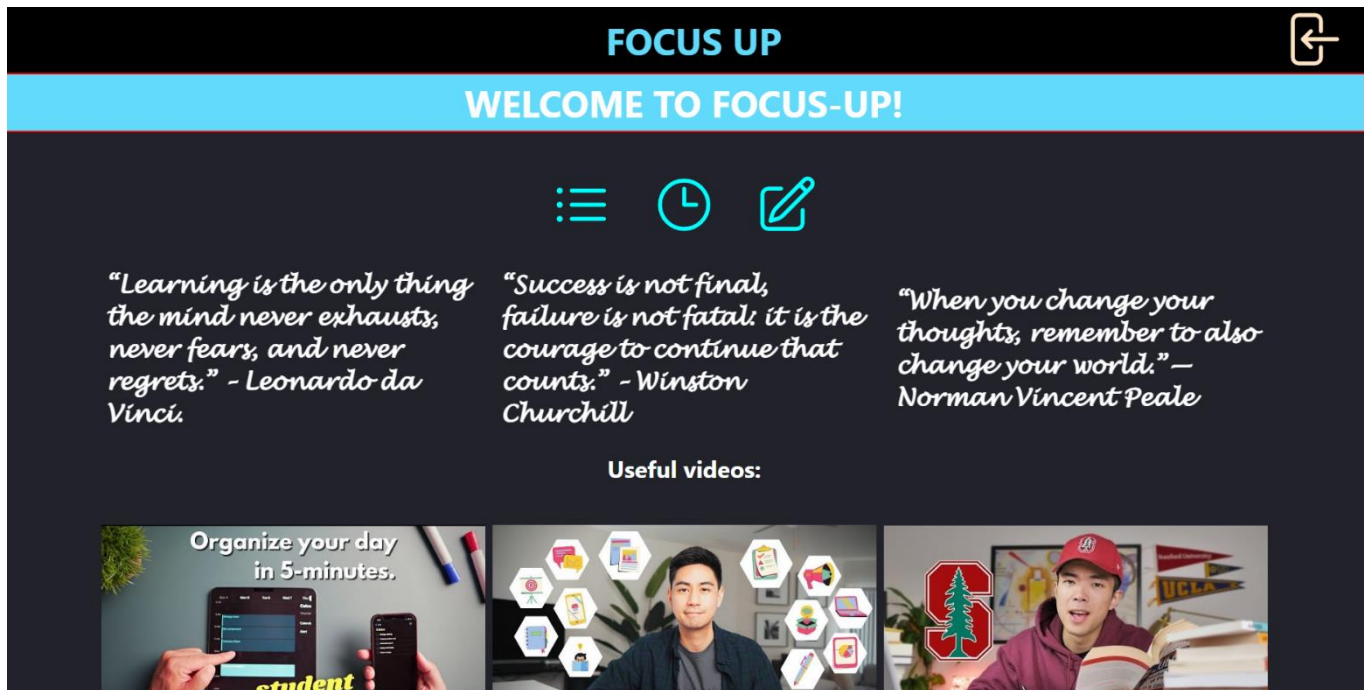 FOCUS UP
WELCOME TO FOCUS-UP!
“Learning is the only thing
the mind never exhausts,
never fears, and never
regrets.” - Leonardo da
Vinci.
“Success is not final,
failure is not fatal: it is the
courage to continue that
counts.” - Winston
Churchill
“When you change your
thoughts, remember to also
change your world.”—
Norman Vincent Peale
Useful videos:
Organize your day
in 5-minutes.
student
Stanford University
UCLA